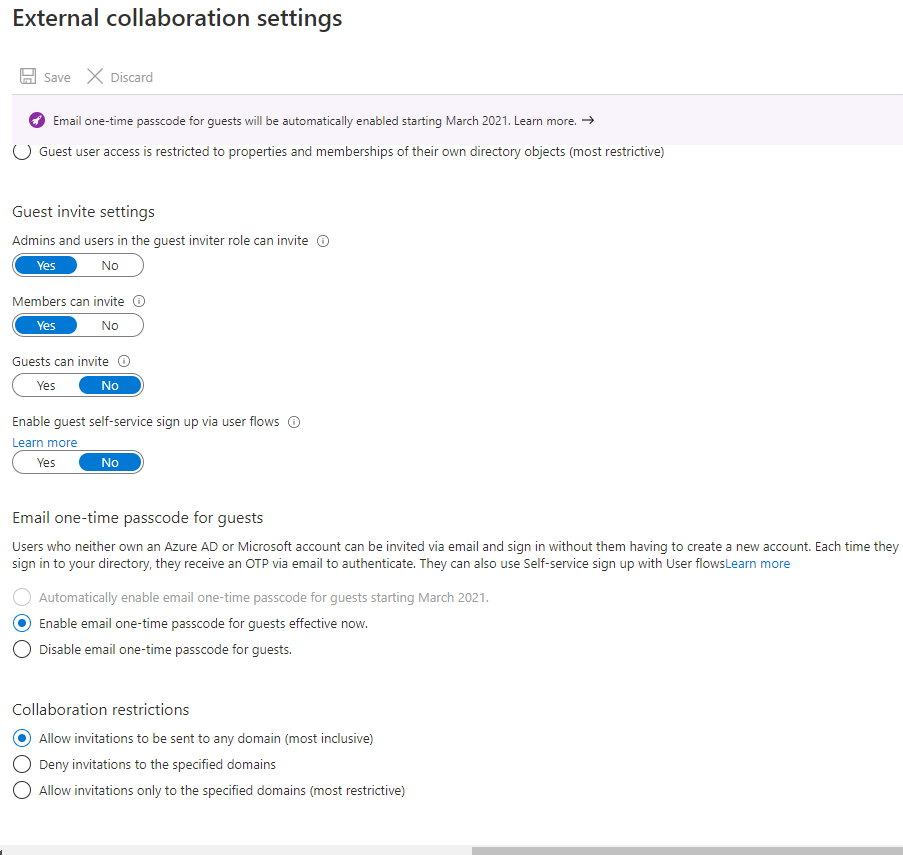 External collaboration settings
Save Discard
Email one-time passcode for guests will be automatically enabled starting March 2021. Learn more. →
Guest user access is restricted to properties and memberships of their own directory objects (most restrictive)
Guest invite settings
Admins and users in the guest inviter role can invite
Yes No
Members can invite
Yes No
Guests can invite
Yes No
Enable guest self-service sign up via user flows
Learn more
Yes No
Email one-time passcode for guests
Users who neither own an Azure AD or Microsoft account can be invited via email and sign in without them having to create a new account. Each time they
sign in to your directory, they receive an OTP via email to authenticate. They can also use Self-service sign up with User flowsLearn more
Automatically enable email one-time passcode for guests starting March 2021.
Enable email one-time passcode for guests effective now.
Disable email one-time passcode for guests.
Collaboration restrictions
Allow invitations to be sent to any domain (most inclusive)
Deny invitations to the specified domains
Allow invitations only to the specified domains (most restrictive)